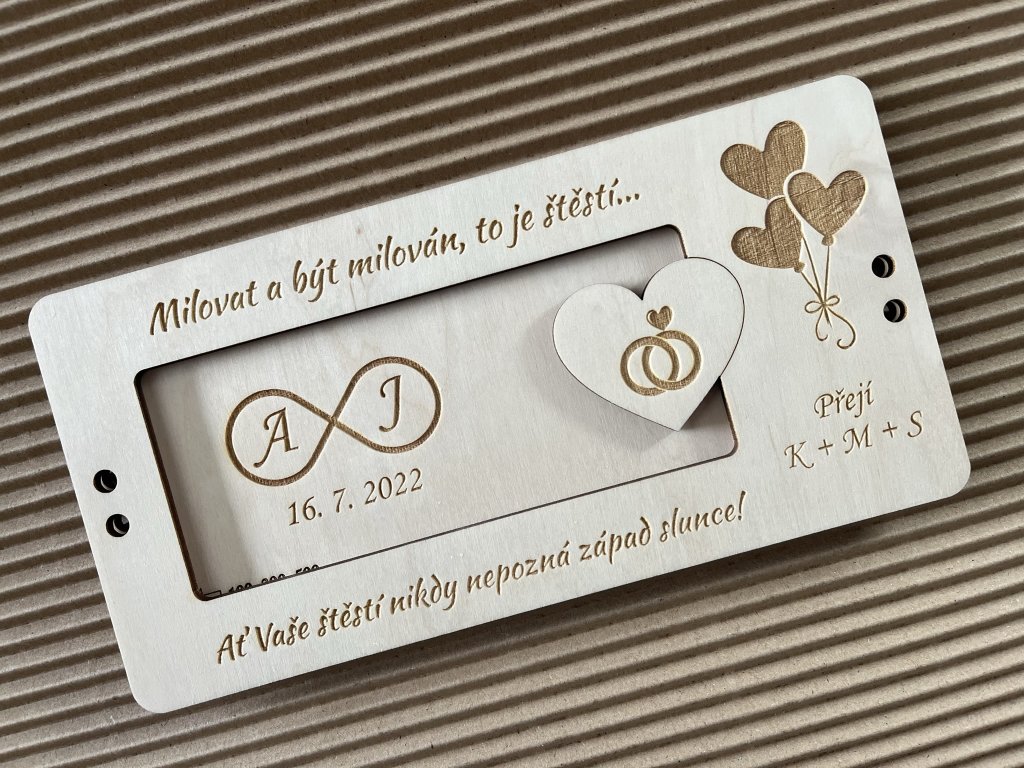 Milovat a být milován, to je štěstí...
A J
16. 7. 2022
Přejí
K + M + S
Ať Vaše štěstí nikdy nepozná západ slunce!